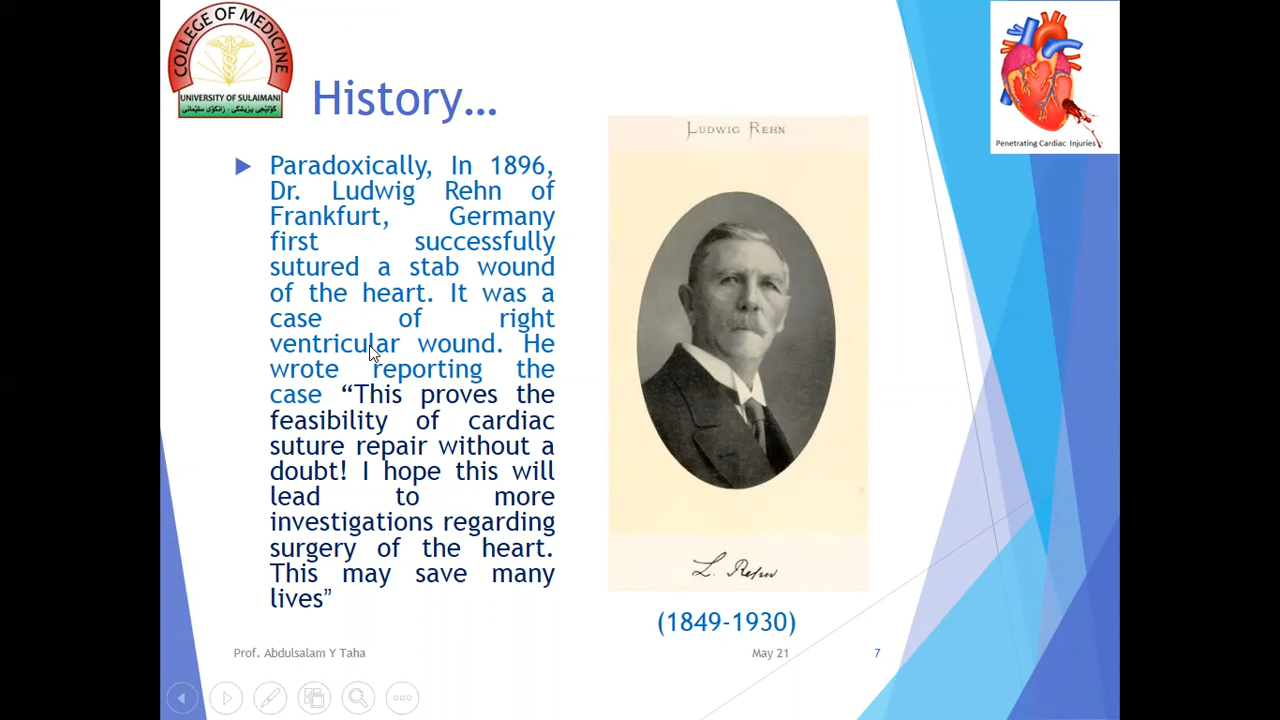 COLLEGE OF MEDICINE
UNIVERSITY OF SULAIMANI
كۆلێجی پزیشكی - زانكۆی سلێمانی
History…
Penetrating Cardiac Injuries
LUDWIG REHN
Paradoxically, In 1896,
Dr. Ludwig Rehn of
Frankfurt, Germany
first successfully
sutured a stab wound
of the heart. It was a
case of right
ventricular wound. He
wrote reporting the
case “This proves the
feasibility of cardiac
suture repair without a
doubt! I hope this will
lead to more
investigations regarding
surgery of the heart.
This may save many
lives”
L. Rehn
(1849-1930)
Prof. Abdulsalam Y Taha
May 21
7